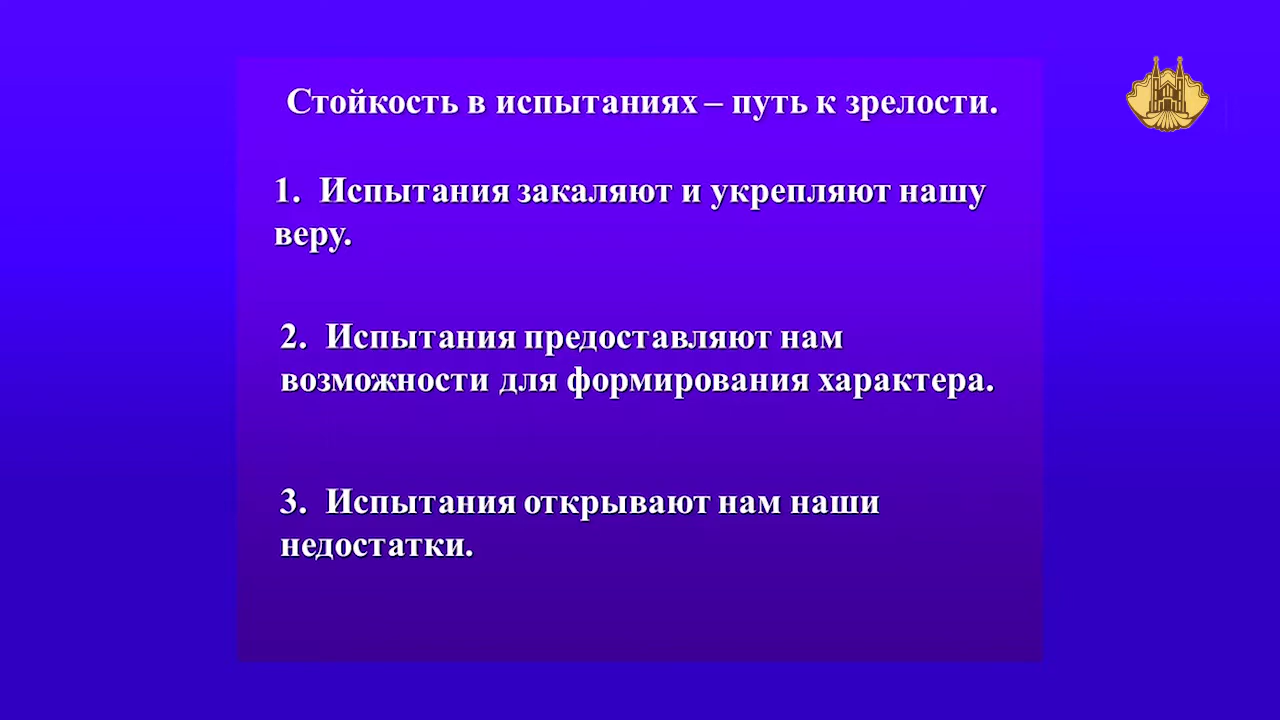 Стойкость в испытаниях – путь к зрелости.
1. Испытания закаляют и укрепляют нашу
веру.
2. Испытания предоставляют нам
возможности для формирования характера.
3. Испытания открывают нам наши
недостатки.